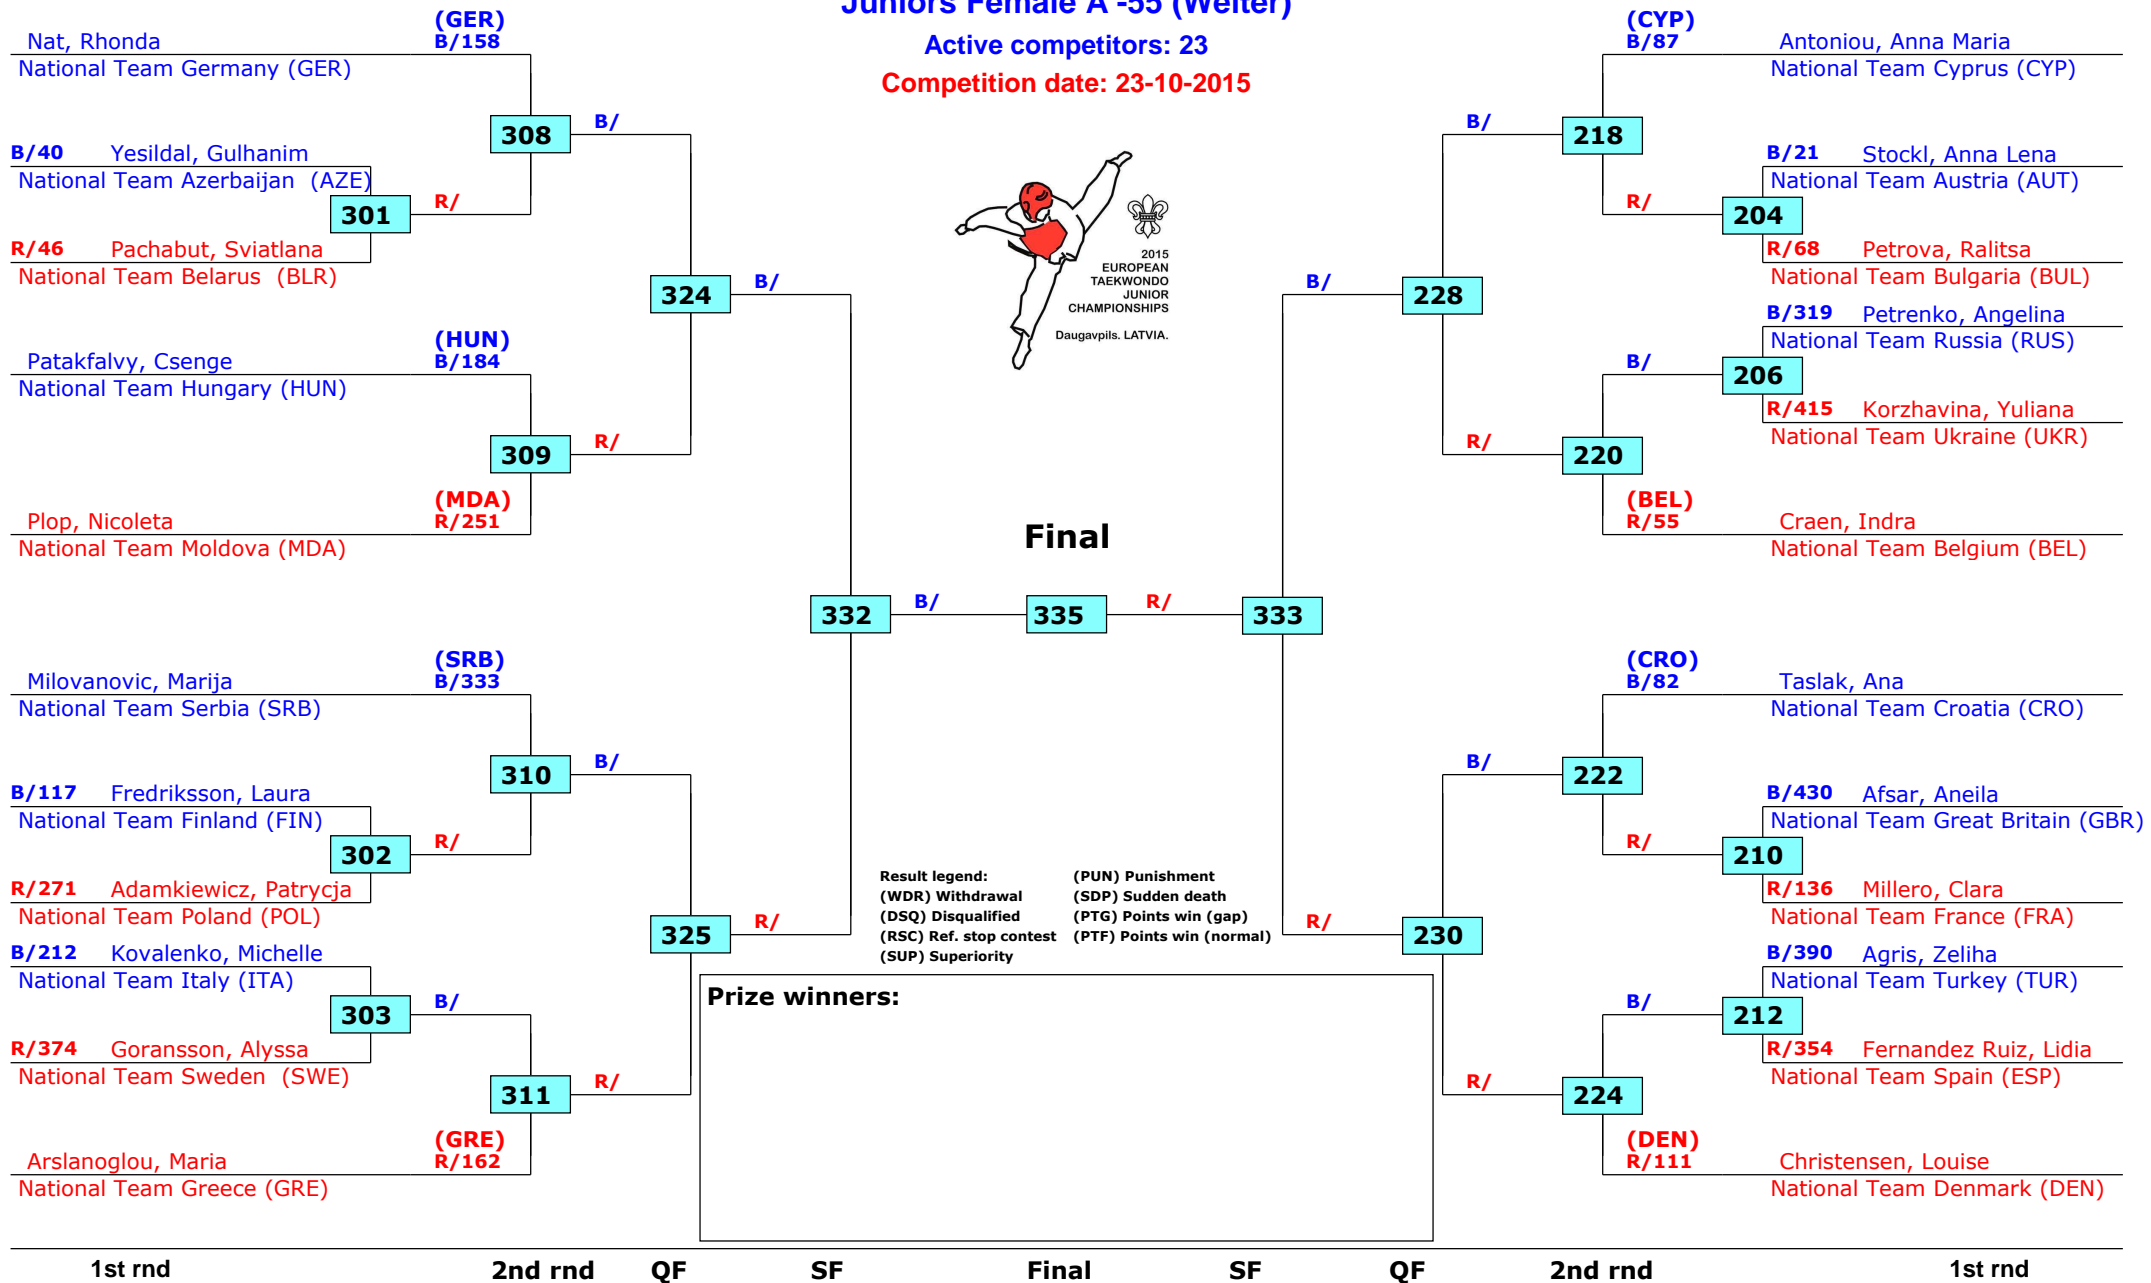 Juniors Female A -55 (Welter)
Active competitors: 23
Competition date: 23-10-2015
(GER)
Nat, Rhonda B/158
National Team Germany (GER)
308
B/
B/40 Yesildal, Gulhanim
National Team Azerbaijan (AZE)
301
R/
R/46 Pachabut, Sviatlana
National Team Belarus (BLR)
324
B/
(HUN)
Patakfalvy, Csenge B/184
National Team Hungary (HUN)
309
R/
(MDA)
Plop, Nicoleta R/251
National Team Moldova (MDA)
332
B/
(SRB)
Milovanovic, Marija B/333
National Team Serbia (SRB)
310
B/
B/117 Fredriksson, Laura
National Team Finland (FIN)
302
R/
R/271 Adamkiewicz, Patrycja
National Team Poland (POL)
325
R/
B/212 Kovalenko, Michelle
National Team Italy (ITA)
303
B/
R/374 Goransson, Alyssa
National Team Sweden (SWE)
311
R/
(GRE)
Arslanoglou, Maria R/162
National Team Greece (GRE)
2015
EUROPEAN
TAEKWONDO
JUNIOR
CHAMPIONSHIPS
Daugavpils. LATVIA.
Final
335
R/
333
(CYP)
B/87 Antoniou, Anna Maria
National Team Cyprus (CYP)
B/
218
B/21 Stockl, Anna Lena
National Team Austria (AUT)
R/
204
R/68 Petrova, Ralitsa
National Team Bulgaria (BUL)
B/
228
B/319 Petrenko, Angelina
National Team Russia (RUS)
B/
206
R/415 Korzhavina, Yuliana
National Team Ukraine (UKR)
R/
220
(BEL)
R/55 Craen, Indra
National Team Belgium (BEL)
(CRO)
B/82 Taslak, Ana
National Team Croatia (CRO)
B/
222
B/430 Afsar, Aneila
National Team Great Britain (GBR)
R/
210
R/136 Millero, Clara
National Team France (FRA)
R/
230
B/390 Agris, Zeliha
National Team Turkey (TUR)
B/
212
R/354 Fernandez Ruiz, Lidia
National Team Spain (ESP)
R/
224
(DEN)
R/111 Christensen, Louise
National Team Denmark (DEN)
Result legend: (PUN) Punishment
(WDR) Withdrawal (SDP) Sudden death
(DSQ) Disqualified (PTG) Points win (gap)
(RSC) Ref. stop contest (PTF) Points win (normal)
(SUP) Superiority
Prize winners:
1st rnd 2nd rnd QF SF Final SF QF 2nd rnd 1st rnd